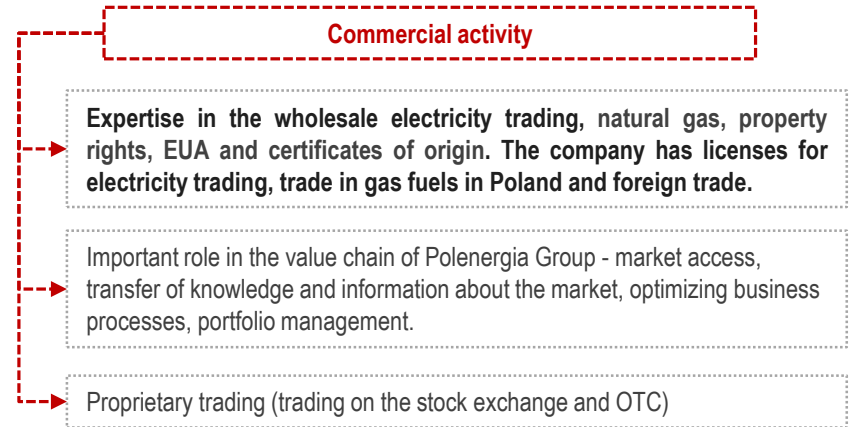 Commercial activity
Expertise in the wholesale electricity trading, natural gas, property
rights, EUA and certificates of origin. The company has licenses for
electricity trading, trade in gas fuels in Poland and foreign trade.
Important role in the value chain of Polenergia Group - market access,
transfer of knowledge and information about the market, optimizing business
processes, portfolio management.
Proprietary trading (trading on the stock exchange and OTC)